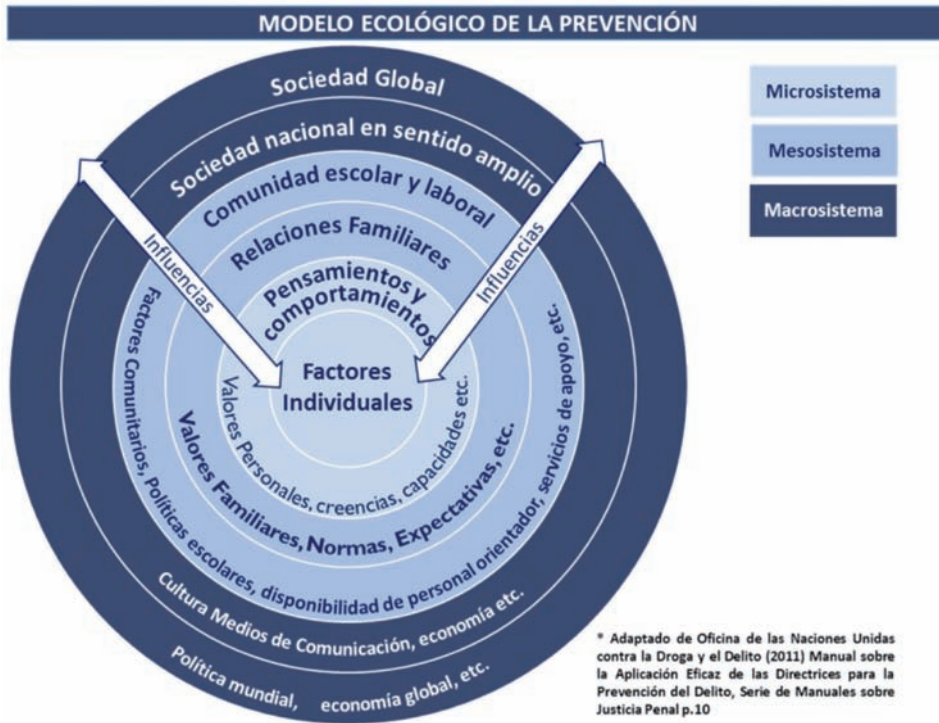 MODELO ECOLÓGICO DE LA PREVENCIÓN
Sociedad Global
Sociedad nacional en sentido amplio
Comunidad escolar y laboral
Relaciones Familiares
Pensamientos y
comportamientos
Factores
Individuales
Influencias
Influencias
Valores Personales, creencias, capacidades etc.
Valores Familiares, Normas, Expectativas, etc.
Factores Comunitarios, Políticas escolares, disponibilidad de personal orientador, servicios de apoyo, etc.
Cultura Medios de Comunicación, economía etc.
Política mundial, economía global, etc.
Microsistema
Mesosistema
Macrosistema
* Adaptado de Oficina de las Naciones Unidas
contra la Droga y el Delito (2011) Manual sobre
la Aplicación Eficaz de las Directrices para la
Prevención del Delito, Serie de Manuales sobre
Justicia Penal p.10